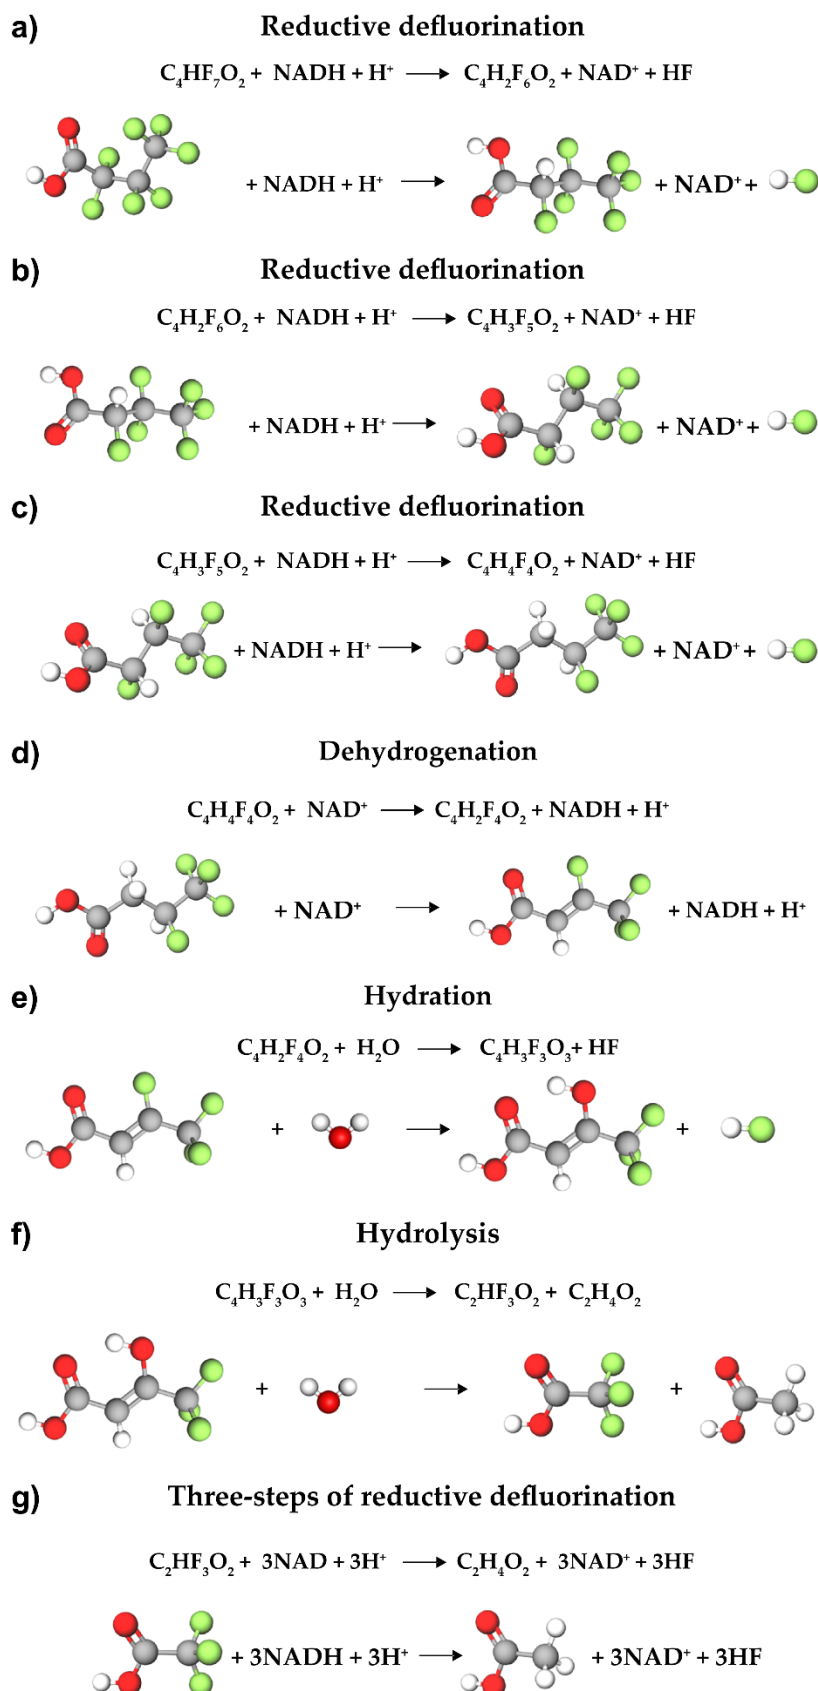 a) Reductive defluorination
C₄HF₇O₂ + NADH + H⁺ ⟶ C₄H₂F₆O₂ + NAD⁺ + HF
+ NADH + H⁺ ⟶ + NAD⁺ +
b) Reductive defluorination
C₄H₂F₆O₂ + NADH + H⁺ ⟶ C₄H₃F₅O₂ + NAD⁺ + HF
+ NADH + H⁺ ⟶ + NAD⁺ +
c) Reductive defluorination
C₄H₃F₅O₂ + NADH + H⁺ ⟶ C₄H₄F₄O₂ + NAD⁺ + HF
+ NADH + H⁺ ⟶ + NAD⁺ +
d) Dehydrogenation
C₄H₄F₄O₂ + NAD⁺ ⟶ C₄H₂F₄O₂ + NADH + H⁺
+ NAD⁺ ⟶ + NADH + H⁺
e) Hydration
C₄H₂F₄O₂ + H₂O ⟶ C₄H₃F₃O₃ + HF
+ ⟶ +
f) Hydrolysis
C₄H₃F₃O₃ + H₂O ⟶ C₂HF₃O₂ + C₂H₄O₂
+ ⟶ +
g) Three-steps of reductive defluorination
C₂HF₃O₂ + 3NAD + 3H⁺ ⟶ C₂H₄O₂ + 3NAD⁺ + 3HF
+ 3NADH + 3H⁺ ⟶ + 3NAD⁺ + 3HF